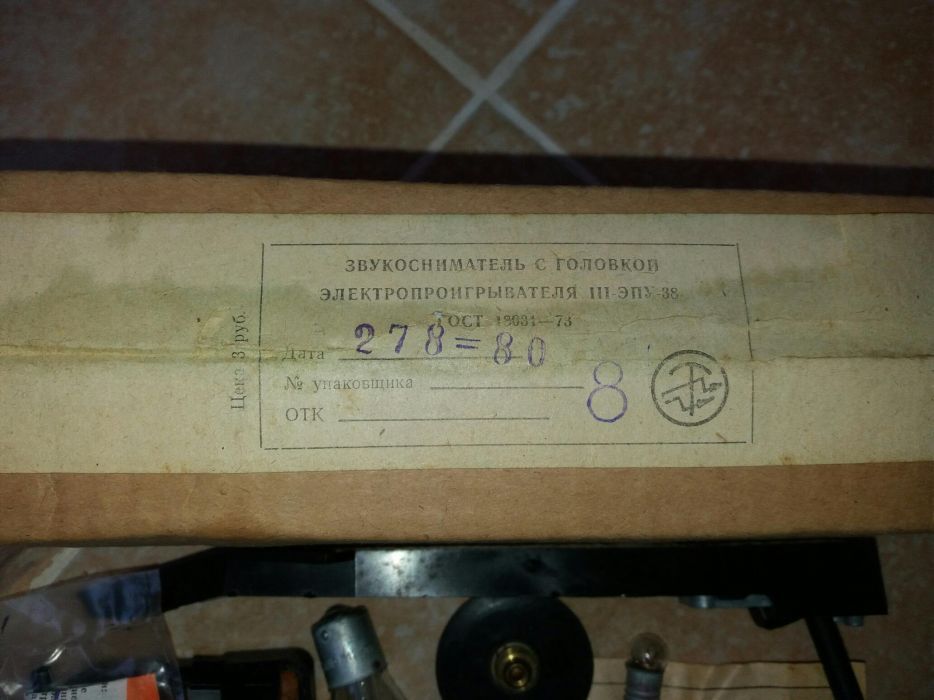 ЗВУКОСНИМАТЕЛЬ С ГОЛОВКОЙ
ЭЛЕКТРОПРОИГРЫВАТЕЛЯ III-ЭПУ-38
ГОСТ 18631—73
Дата 278=80
№ упаковщика 8
ОТК
Цена 3 руб.